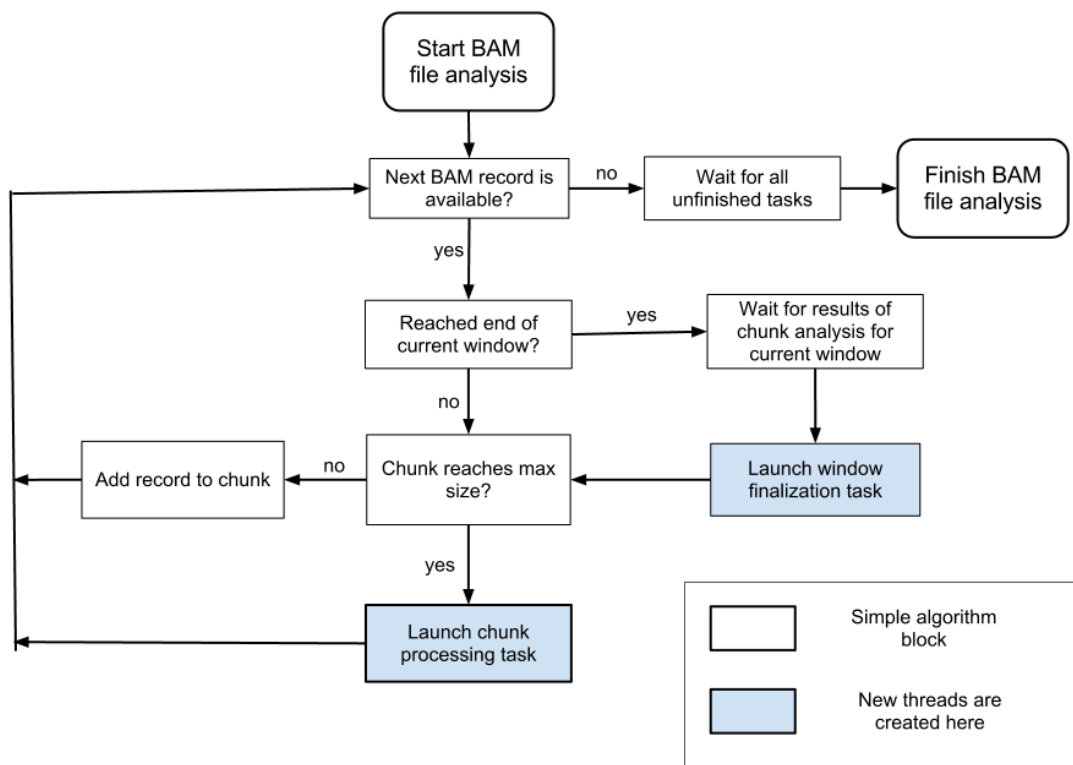 Start BAM
file analysis
Next BAM record is
available?
no
Wait for all
unfinished tasks
Finish BAM
file analysis
yes
Reached end of
current window?
yes
Wait for results of
chunk analysis for
current window
no
Add record to chunk
no
Chunk reaches max
size?
Launch window
finalization task
yes
Launch chunk
processing task
Simple algorithm
block
New threads are
created here